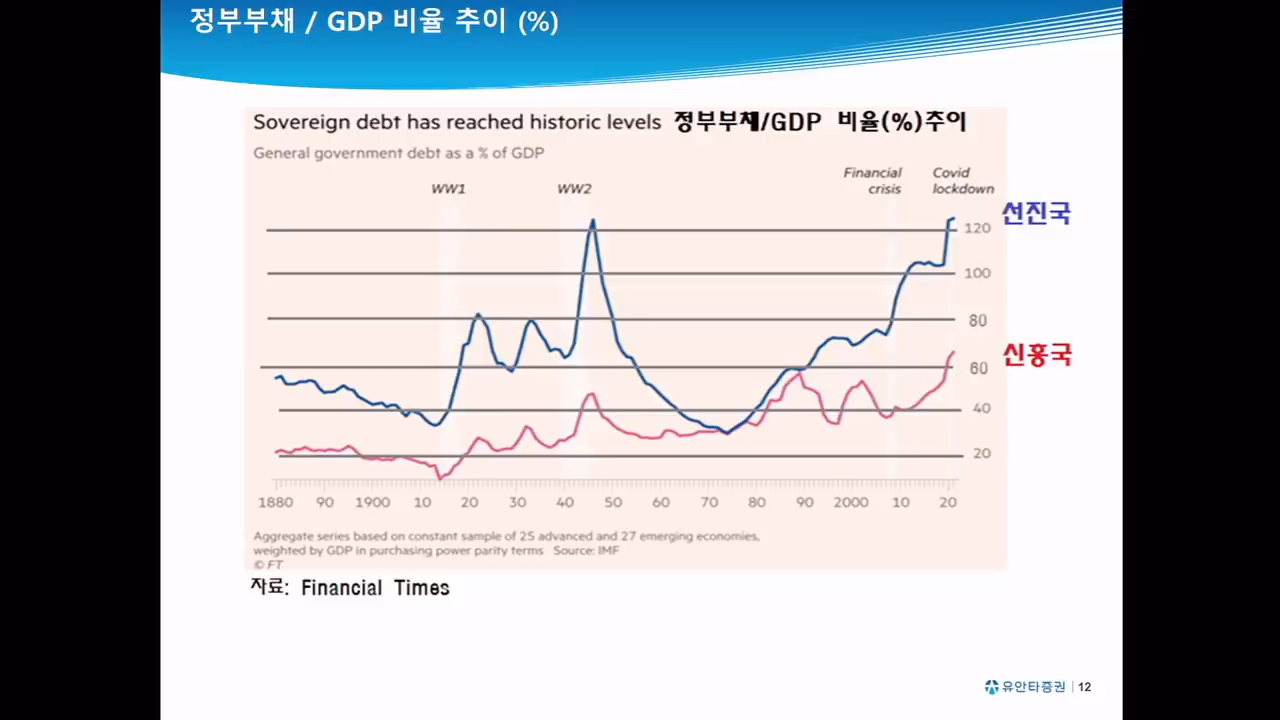 정부부채 / GDP 비율 추이 (%)
Sovereign debt has reached historic levels 정부부채/GDP 비율(%)추이
General government debt as a % of GDP
WW1
WW2
Financial
crisis
Covid
lockdown
선진국
120
100
80
신흥국
60
40
20
1880 90 1900 10 20 30 40 50 60 70 80 90 2000 10 20
Aggregate series based on constant sample of 25 advanced and 27 emerging economies,
weighted by GDP in purchasing power parity terms Source: IMF
© FT
자료: Financial Times
유안타증권 | 12